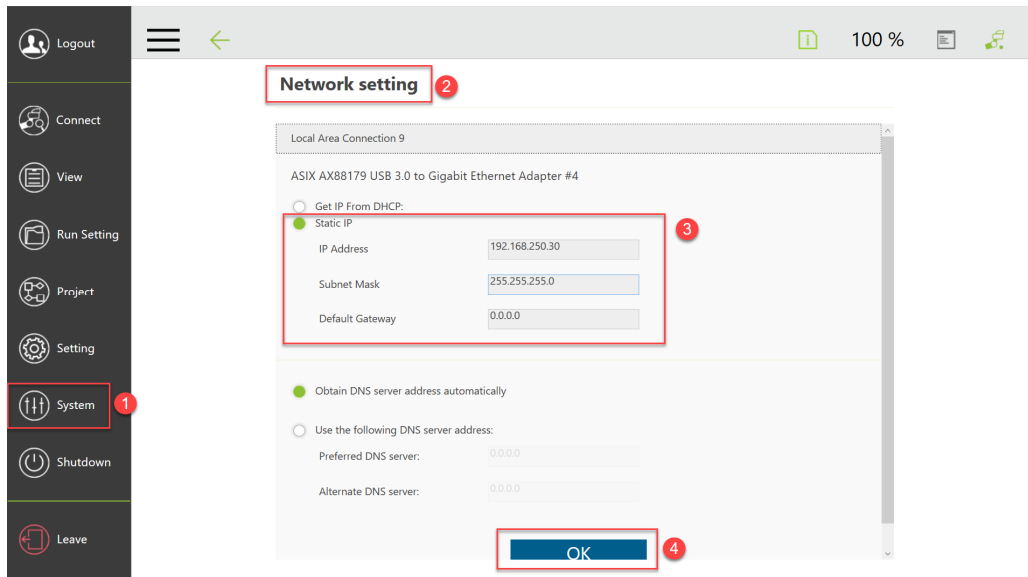 Logout
100 %
Network setting
2
Connect
Local Area Connection 9
View
ASIX AX88179 USB 3.0 to Gigabit Ethernet Adapter #4
Get IP From DHCP:
Static IP
3
Run Setting
IP Address 192.168.250.30
Subnet Mask 255.255.255.0
Project
Default Gateway 0.0.0.0
Setting
Obtain DNS server address automatically
System
1
Use the following DNS server address:
Preferred DNS server: 0.0.0.0
Shutdown
Alternate DNS server: 0.0.0.0
Leave
OK
4